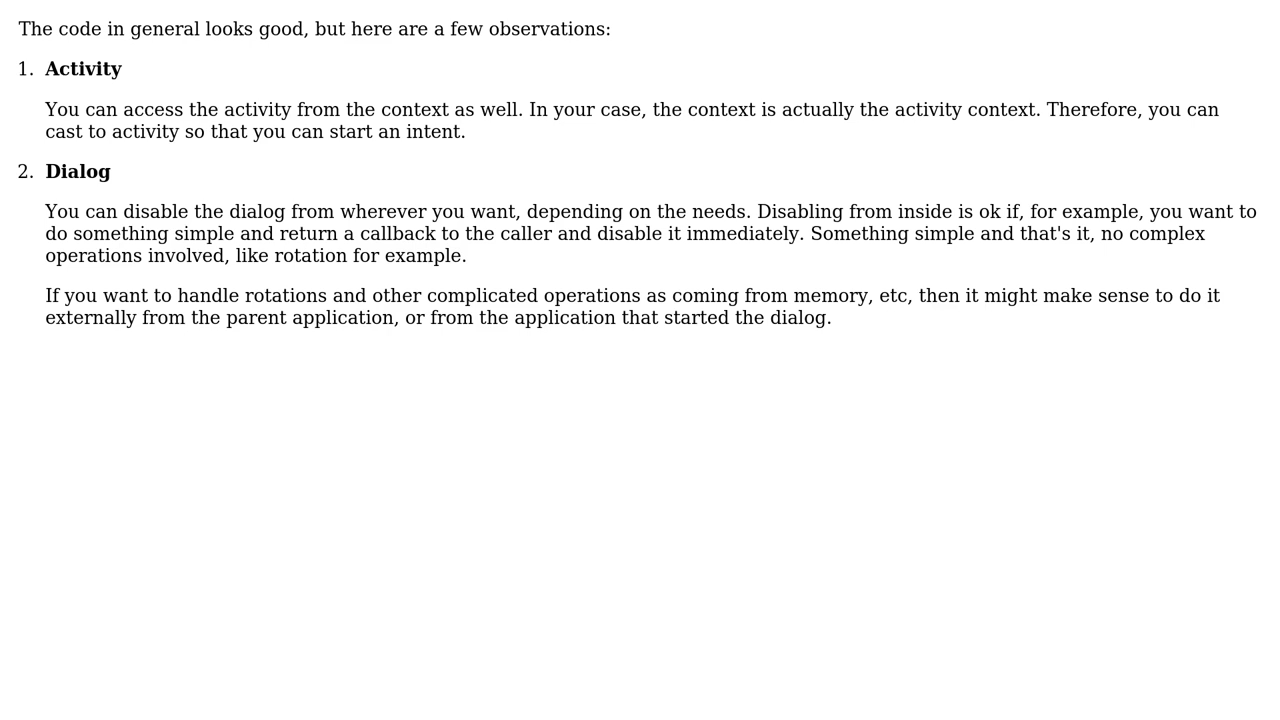 The code in general looks good, but here are a few observations:
1. Activity
You can access the activity from the context as well. In your case, the context is actually the activity context. Therefore, you can
cast to activity so that you can start an intent.
2. Dialog
You can disable the dialog from wherever you want, depending on the needs. Disabling from inside is ok if, for example, you want to
do something simple and return a callback to the caller and disable it immediately. Something simple and that's it, no complex
operations involved, like rotation for example.
If you want to handle rotations and other complicated operations as coming from memory, etc, then it might make sense to do it
externally from the parent application, or from the application that started the dialog.